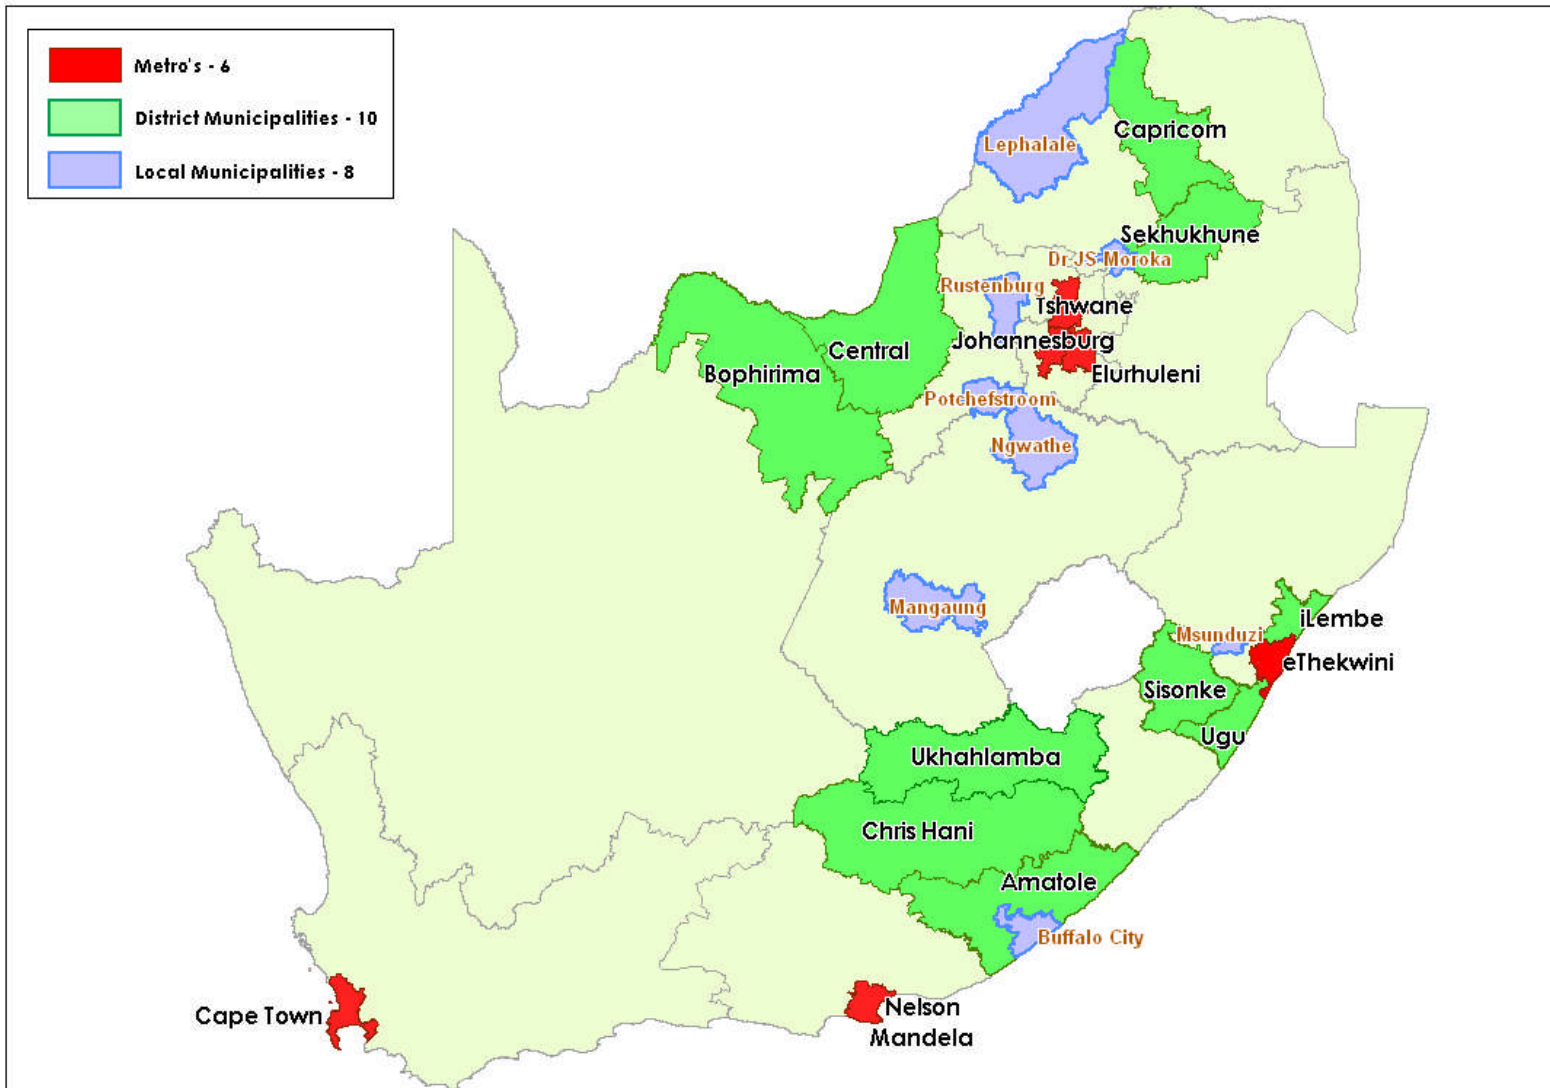 Metro's - 6
District Municipalities - 10
Local Municipalities - 8
Capricorn
Lephalale
Sekhukhune
Dr JS Moroka
Rustenburg
Tshwane
Johannesburg
Central
Bophirima
Elurhuleni
Potchefstroom
Ngwathe
Mangaung
iLembe
Msunduzi
eThekwini
Sisonke
Ugu
Ukhahlamba
Chris Hani
Amatole
Buffalo City
Cape Town
Nelson
Mandela